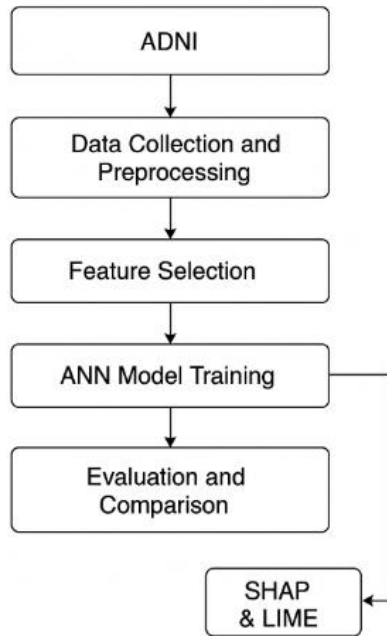 ADNI
Data Collection and
Preprocessing
Feature Selection
ANN Model Training
Evaluation and
Comparison
SHAP
& LIME